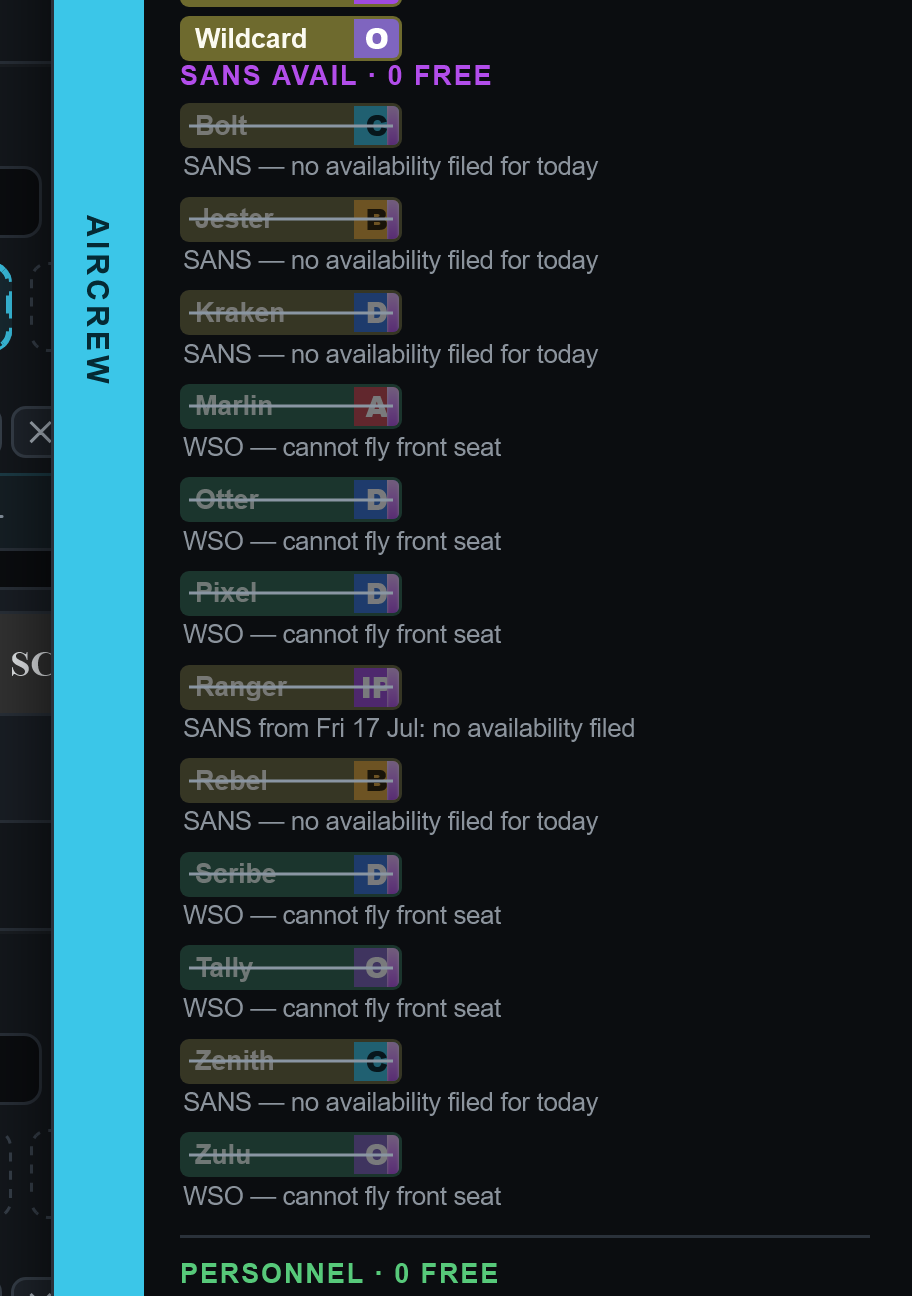 Wildcard O
SANS AVAIL · 0 FREE
Bolt C
SANS — no availability filed for today
Jester B
SANS — no availability filed for today
Kraken D
SANS — no availability filed for today
Marlin A
WSO — cannot fly front seat
Otter D
WSO — cannot fly front seat
Pixel D
WSO — cannot fly front seat
Ranger IP
SANS from Fri 17 Jul: no availability filed
Rebel B
SANS — no availability filed for today
Scribe D
WSO — cannot fly front seat
Tally O
WSO — cannot fly front seat
Zenith C
SANS — no availability filed for today
Zulu O
WSO — cannot fly front seat
PERSONNEL · 0 FREE
AIRCREW
SC